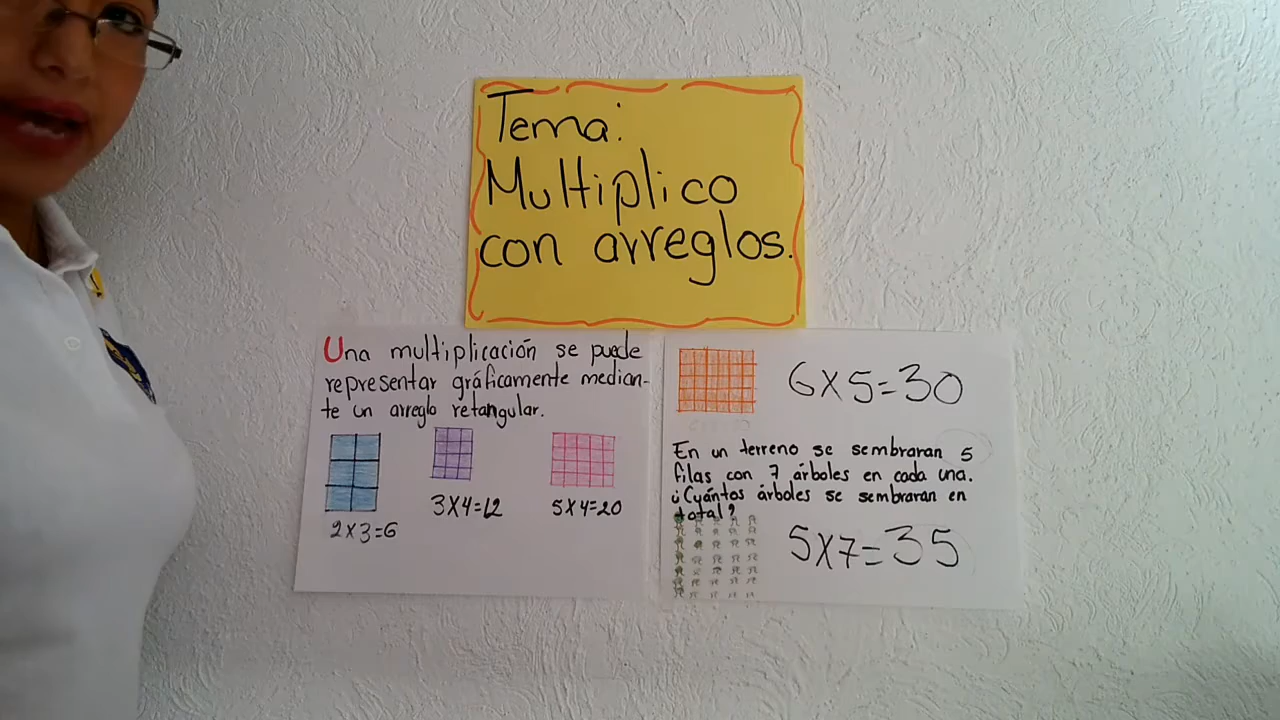 Tema:
Multiplico
con arreglos.
Una multiplicación se puede
representar gráficamente median-
te un arreglo retangular.
2x3=6
3x4=12
5x4=20
6x5=30
En un terreno se sembraran 5
filas con 7 árboles en cada una.
¿Cuántos árboles se sembraran en
total?
5x7=35